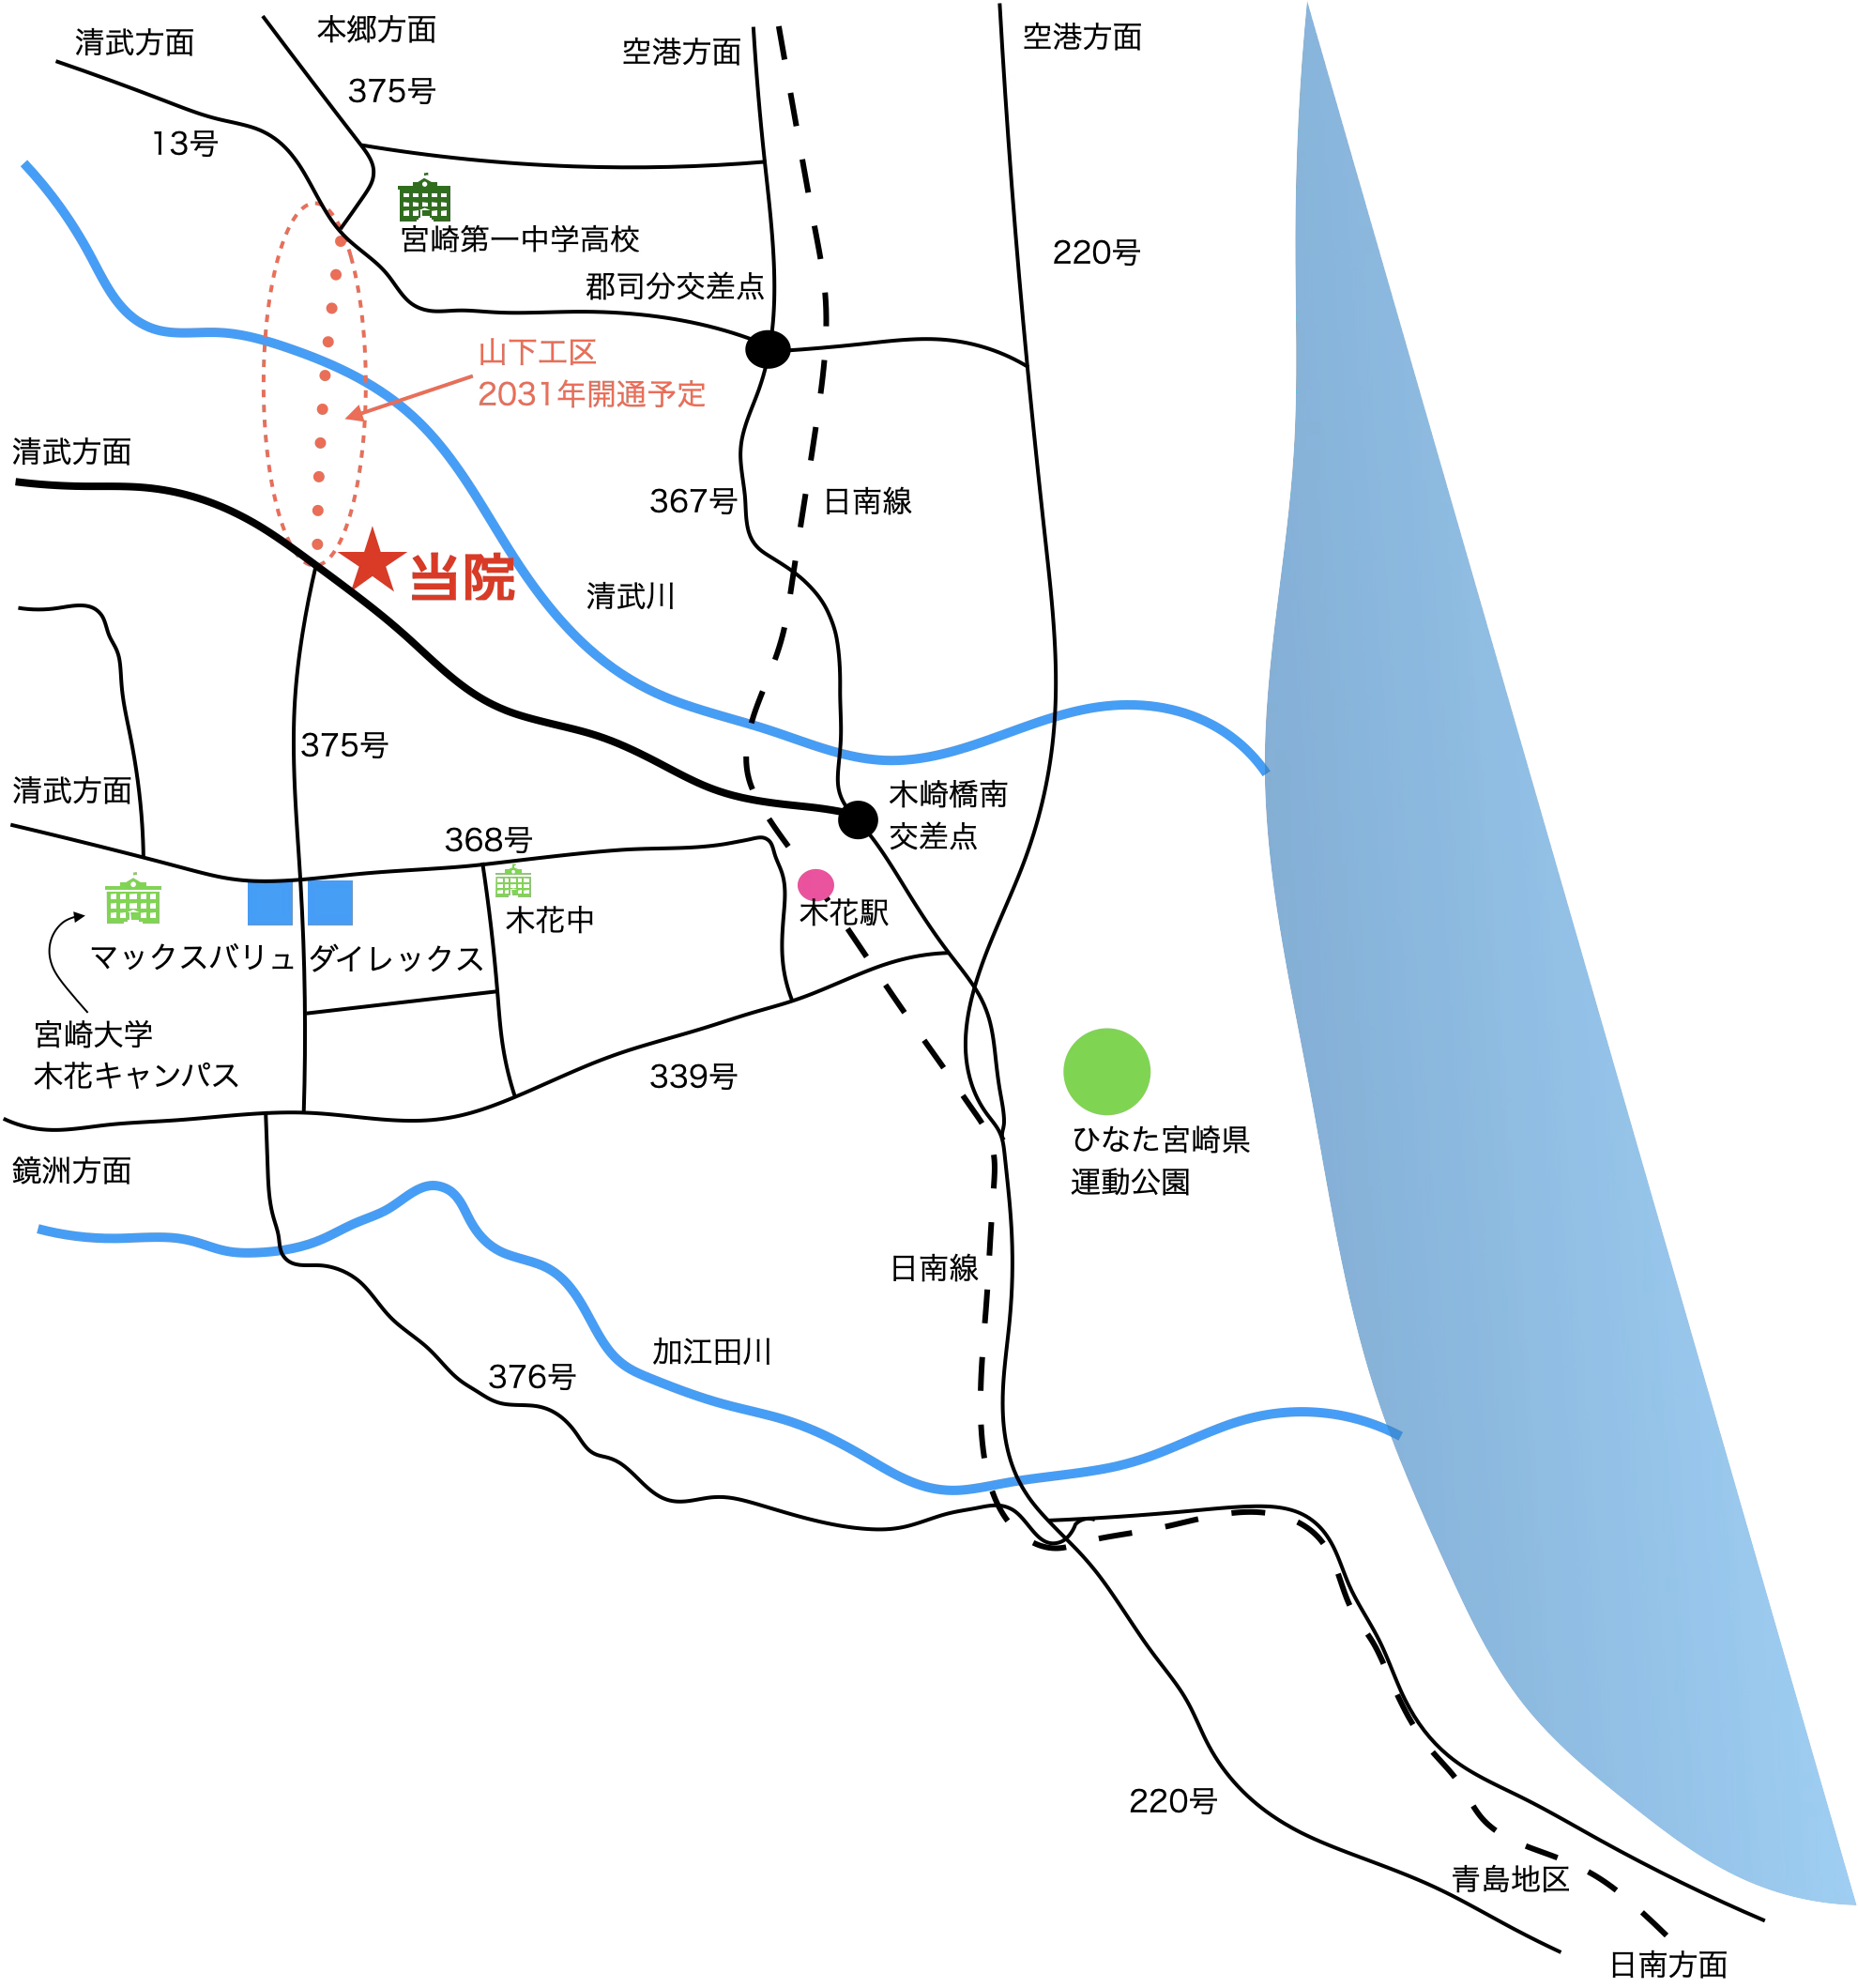 清武方面
本郷方面
375号
空港方面
空港方面
13号
宮崎第一中学高校
220号
郡司分交差点
山下工区
2031年開通予定
清武方面
367号
日南線
当院
清武川
375号
清武方面
木崎橋南
交差点
368号
木花中
木花駅
マックスバリュ
ダイレックス
宮崎大学
木花キャンパス
339号
ひなた宮崎県
運動公園
鏡洲方面
日南線
加江田川
376号
220号
青島地区
日南方面